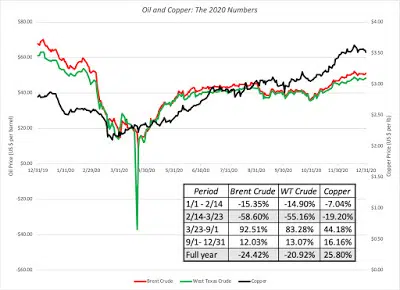 Oil and Copper: The 2020 Numbers
$80.00
$60.00
$40.00
$20.00
$0.00
-$20.00
-$40.00
-$60.00
Oil Price (US $ per barrel)
$4.00
$3.50
$3.00
$2.50
$2.00
$1.50
$1.00
$0.50
$0.00
Copper Price (US $ per lb)
12/31/19 1/31/20 2/29/20 3/31/20 4/30/20 5/31/20 6/30/20 7/31/20 8/31/20 9/30/20 10/31/20 11/30/20 12/31/20
Period Brent Crude WT Crude Copper
1/1 - 2/14 -15.35% -14.90% -7.04%
2/14-3/23 -58.60% -55.16% -19.20%
3/23-9/1 92.51% 83.28% 44.18%
9/1- 12/31 12.03% 13.07% 16.16%
Full year -24.42% -20.92% 25.80%
Brent Crude West Texas Crude Copper